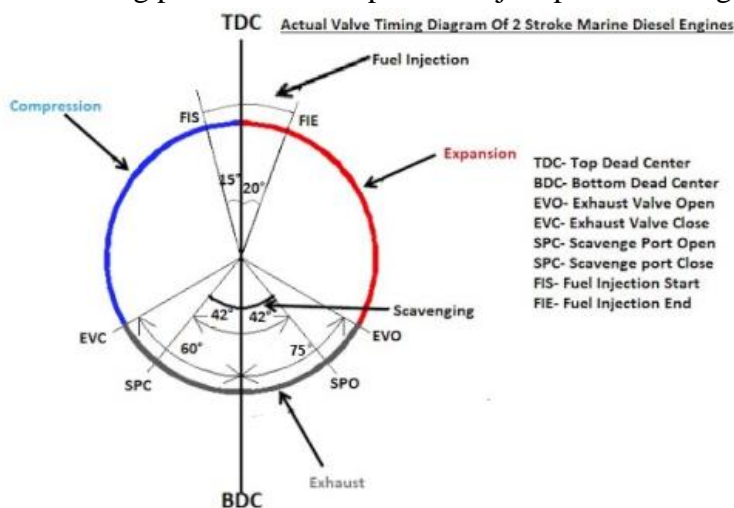 TDC
Actual Valve Timing Diagram Of 2 Stroke Marine Diesel Engines
Fuel Injection
Compression
FIS
FIE
Expansion
15°
20°
TDC- Top Dead Center
BDC- Bottom Dead Center
EVO- Exhaust Valve Open
EVC- Exhaust Valve Close
SPC- Scavenge Port Open
SPC- Scavenge port Close
FIS- Fuel Injection Start
FIE- Fuel Injection End
Scavenging
42°
42°
EVC
EVO
60°
75°
SPC
SPO
Exhaust
BDC